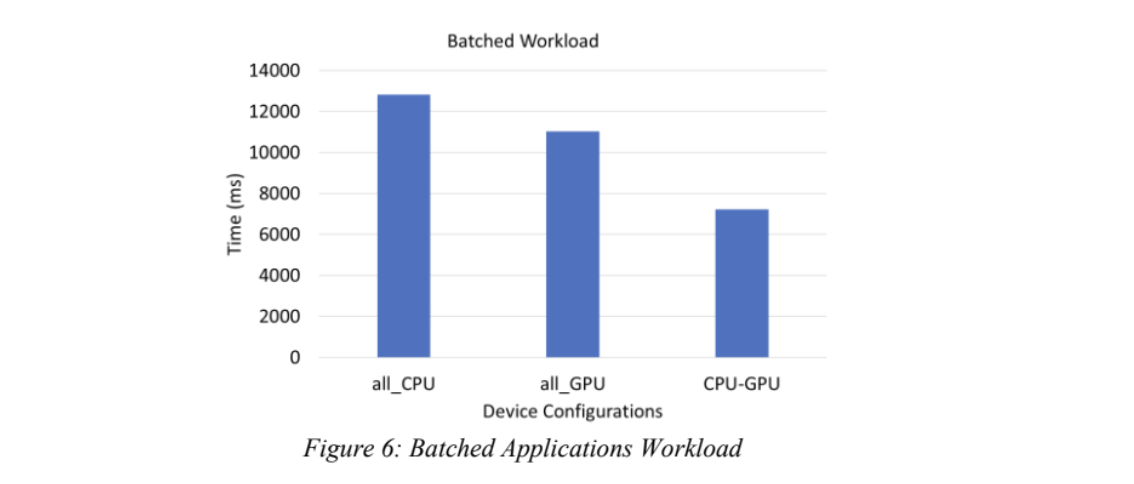 Batched Workload
14000
12000
10000
8000
6000
4000
2000
0
Time (ms)
all_CPU all_GPU CPU-GPU
Device Configurations
Figure 6: Batched Applications Workload